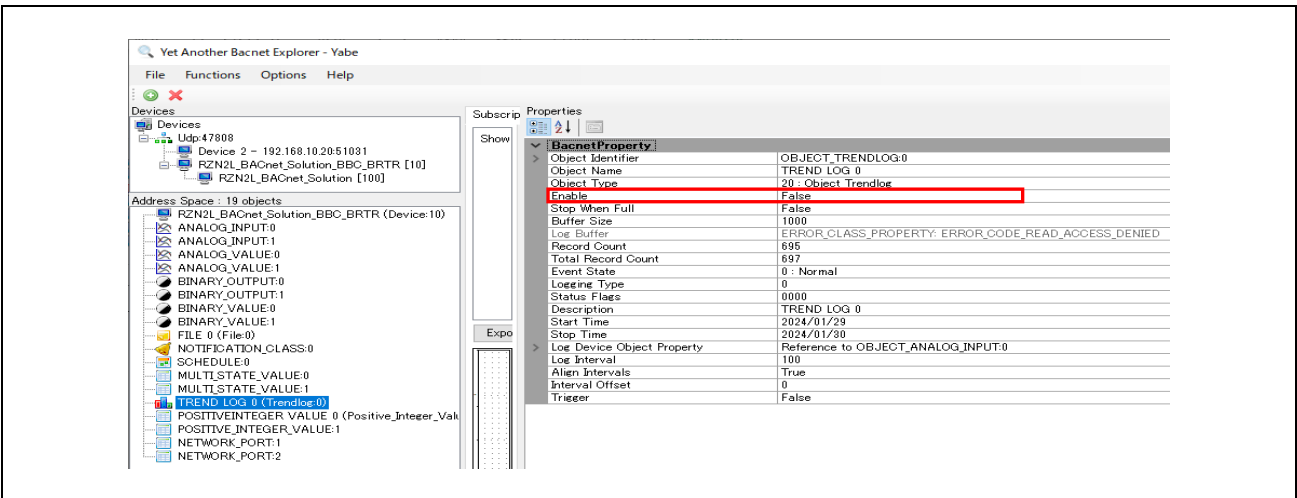 Yet Another Bacnet Explorer - Yabe
File Functions Options Help
Devices
Devices
Udp:47808
Device 2 - 192.168.10.20:51031
RZN2L_BACnet_Solution_BBC_BRTR [10]
RZN2L_BACnet_Solution [100]
Address Space : 19 objects
RZN2L_BACnet_Solution_BBC_BRTR (Device:10)
ANALOG_INPUT:0
ANALOG_INPUT:1
ANALOG_VALUE:0
ANALOG_VALUE:1
BINARY_OUTPUT:0
BINARY_OUTPUT:1
BINARY_VALUE:0
BINARY_VALUE:1
FILE 0 (File:0)
NOTIFICATION_CLASS:0
SCHEDULE:0
MULTI_STATE_VALUE:0
MULTI_STATE_VALUE:1
TREND LOG 0 (Trendlog:0)
POSITIVEINTEGER VALUE 0 (Positive_Integer_Valu
POSITIVE_INTEGER_VALUE:1
NETWORK_PORT:1
NETWORK_PORT:2
Subscrip
Show
Expo
Properties
BacnetProperty
Object Identifier OBJECT_TRENDLOG:0
Object Name TREND LOG 0
Object Type 20 : Object Trendlog
Enable False
Stop When Full False
Buffer Size 1000
Log Buffer ERROR_CLASS_PROPERTY: ERROR_CODE_READ_ACCESS_DENIED
Record Count 695
Total Record Count 697
Event State 0 : Normal
Logging Type 0
Status Flags 0000
Description TREND LOG 0
Start Time 2024/01/29
Stop Time 2024/01/30
Log Device Object Property Reference to OBJECT_ANALOG_INPUT:0
Log Interval 100
Align Intervals True
Interval Offset 0
Trigger False